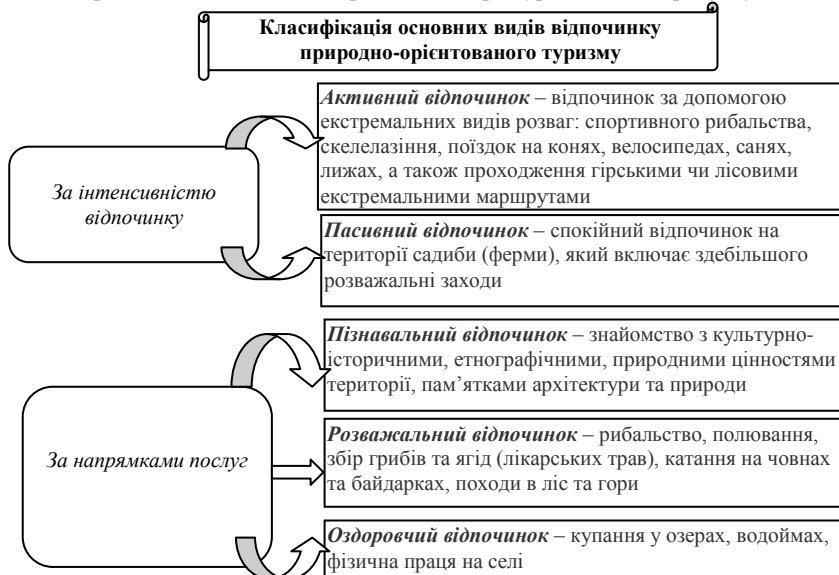 Класифікація основних видів відпочинку
природно-орієнтованого туризму
За інтенсивністю
відпочинку
Активний відпочинок – відпочинок за допомогою
екстремальних видів розваг: спортивного рибальства,
скелелазіння, поїздок на конях, велосипедах, санях,
лижах, а також проходження гірськими чи лісовими
екстремальними маршрутами
Пасивний відпочинок – спокійний відпочинок на
території садиби (ферми), який включає здебільшого
розважальні заходи
За напрямками послуг
Пізнавальний відпочинок – знайомство з культурно-
історичними, етнографічними, природними цінностями
території, пам’ятками архітектури та природи
Розважальний відпочинок – рибальство, полювання,
збір грибів та ягід (лікарських трав), катання на човнах
та байдарках, походи в ліс та гори
Оздоровчий відпочинок – купання у озерах, водоймах,
фізична праця на селі